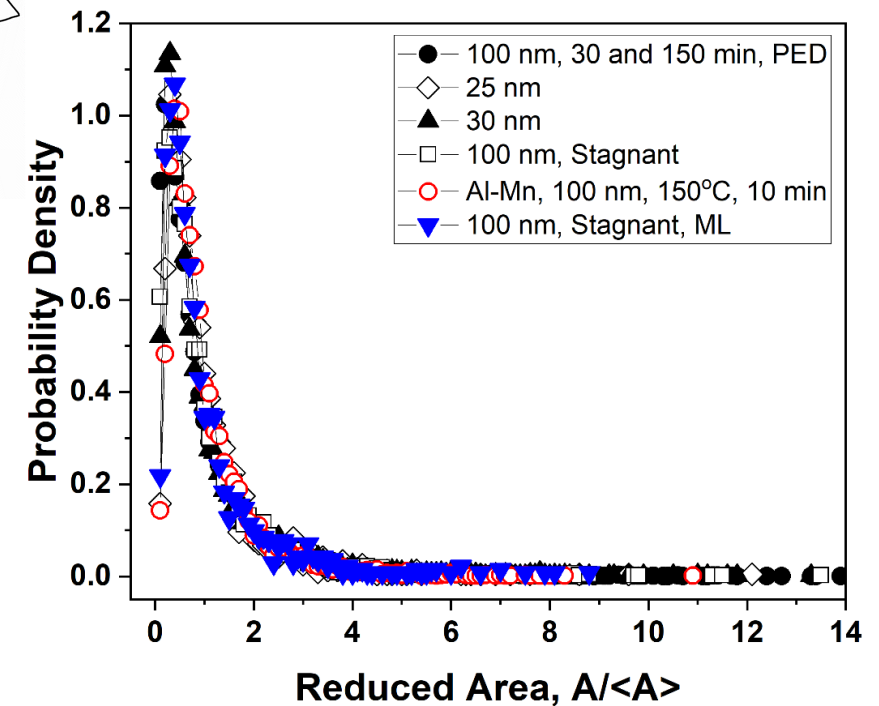 1.2
1.0
0.8
0.6
0.4
0.2
0.0
Probability Density
100 nm, 30 and 150 min, PED
25 nm
30 nm
100 nm, Stagnant
Al-Mn, 100 nm, 150°C, 10 min
100 nm, Stagnant, ML
0 2 4 6 8 10 12 14
Reduced Area, A/<A>